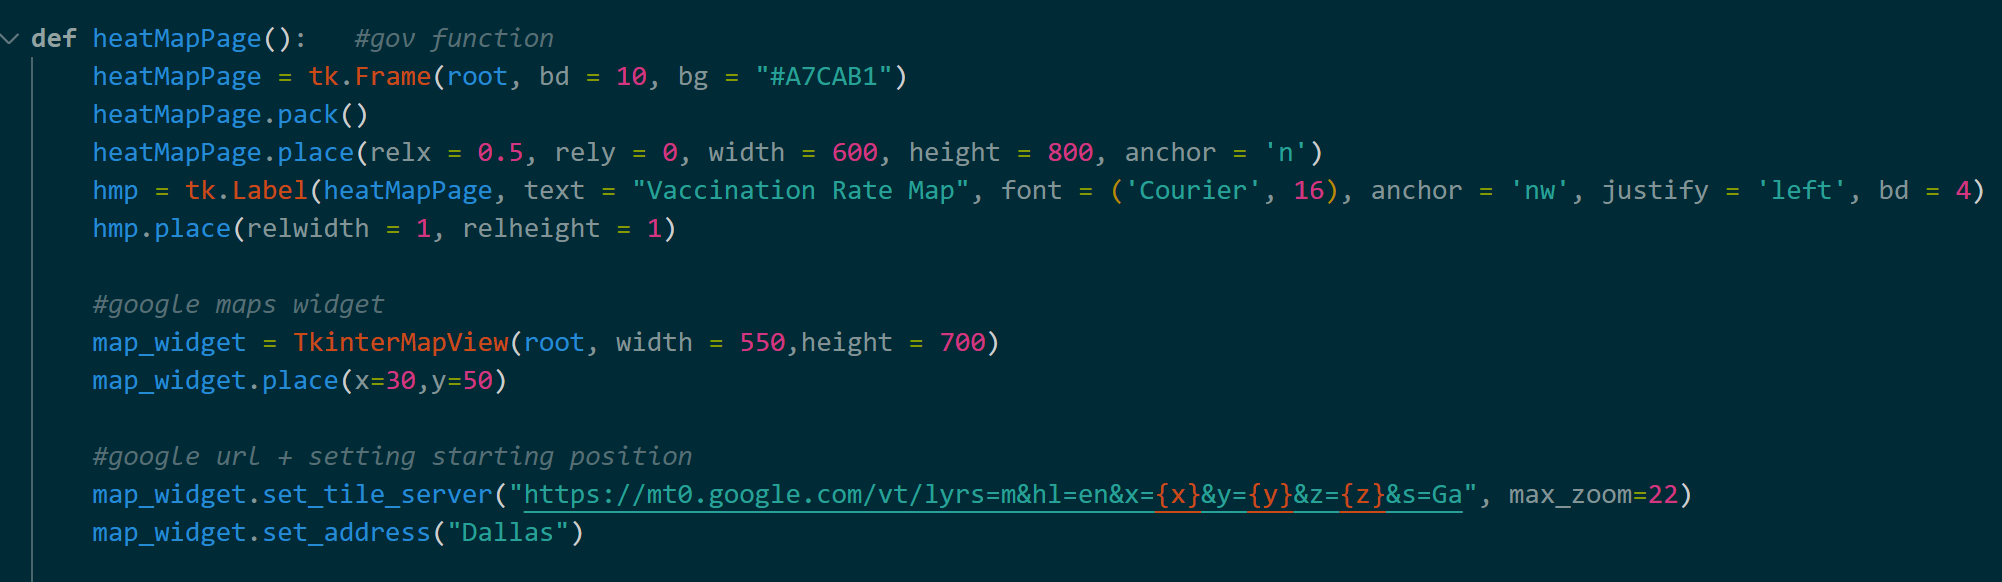 def heatMapPage():   #gov function
    heatMapPage = tk.Frame(root, bd = 10, bg = "#A7CAB1")
    heatMapPage.pack()
    heatMapPage.place(relx = 0.5, rely = 0, width = 600, height = 800, anchor = 'n')
    hmp = tk.Label(heatMapPage, text = "Vaccination Rate Map", font = ('Courier', 16), anchor = 'nw', justify = 'left', bd = 4)
    hmp.place(relwidth = 1, relheight = 1)
    #google maps widget
    map_widget = TkinterMapView(root, width = 550,height = 700)
    map_widget.place(x=30,y=50)
    #google url + setting starting position
    map_widget.set_tile_server("https://mt0.google.com/vt/lyrs=m&hl=en&x={x}&y={y}&z={z}&s=Ga", max_zoom=22)
    map_widget.set_address("Dallas")